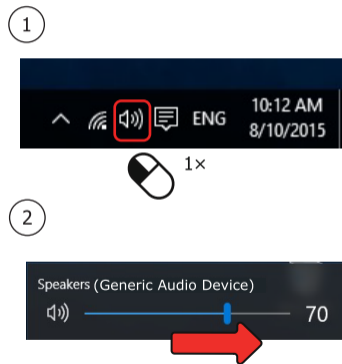 1
ENG
10:12 AM
8/10/2015
1×
2
Speakers (Generic Audio Device)
70